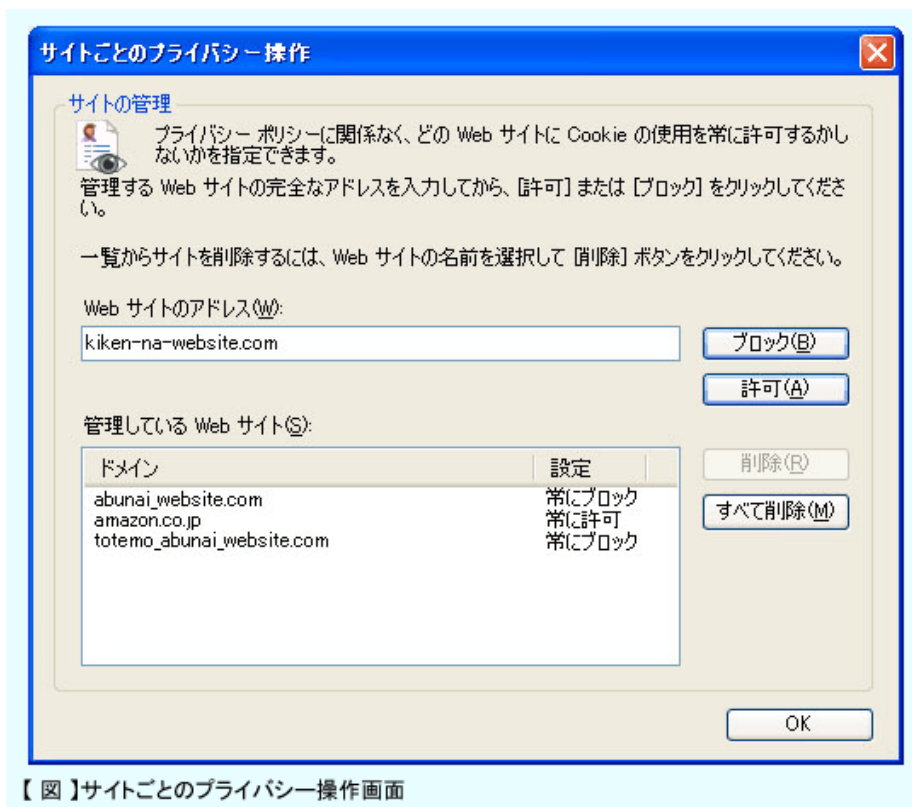 サイトごとのプライバシー操作
サイトの管理
プライバシー ポリシーに関係なく、どの Web サイトに Cookie の使用を常に許可するかし
ないかを指定できます。
管理する Web サイトの完全なアドレスを入力してから、[許可] または [ブロック] をクリックしてくださ
い。
一覧からサイトを削除するには、Web サイトの名前を選択して [削除] ボタンをクリックしてください。
Web サイトのアドレス(W):
kiken-na-website.com
ブロック(B)
許可(A)
管理している Web サイト(S):
ドメイン 設定
削除(R)
abunai_website.com 常にブロック
amazon.co.jp 常に許可
totemo_abunai_website.com 常にブロック
すべて削除(M)
OK
【 図 】サイトごとのプライバシー操作画面